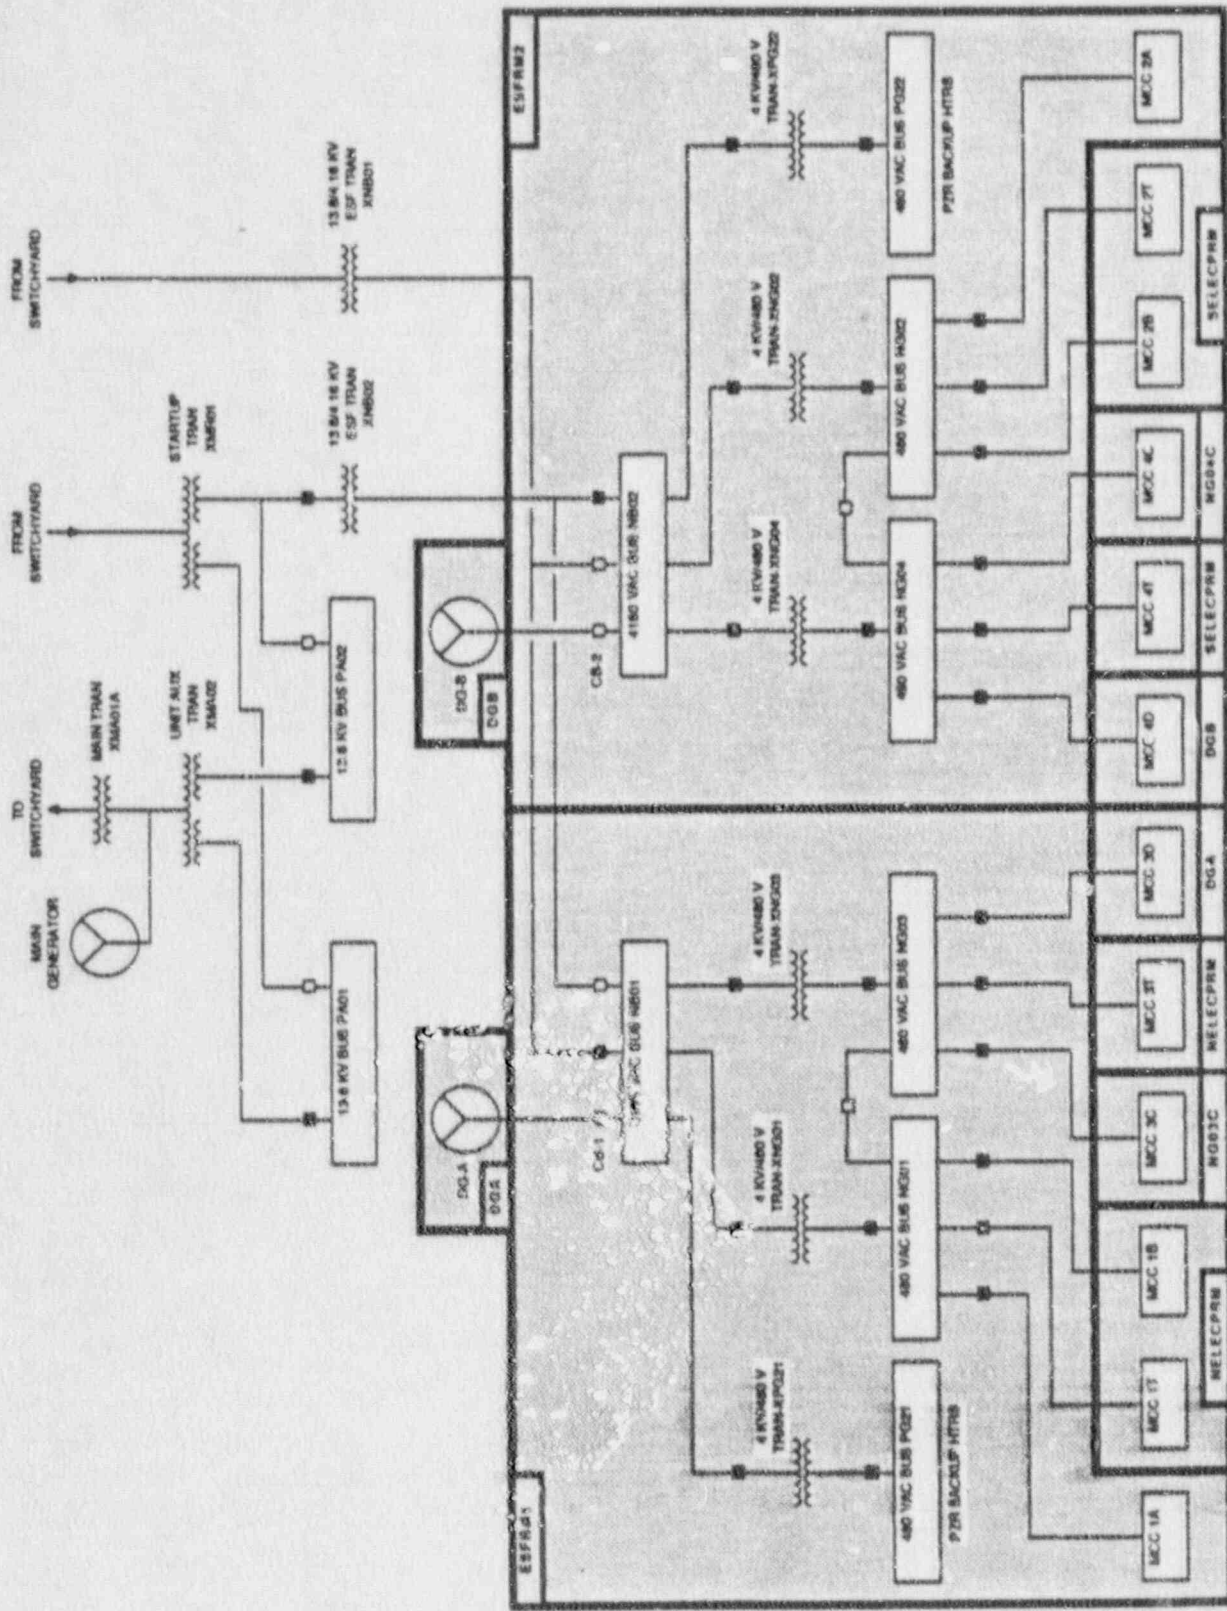 MAIN
GENERATOR
TO
SWITCHYARD
FROM
SWITCHYARD
FROM
SWITCHYARD
MAIN TRAN
XMA01A
UNIT AUX
TRAN
XMA02
STARTUP
TRAN
XMR01
13.8 KV BUS PA01
13.8 KV BUS PA02
13.8/4.16 KV
ESF TRAN
XNB02
13.8/4.16 KV
ESF TRAN
XNB01
DG-A
DGA
DG-B
DGB
ESFRM2
CB-2
BUS NB01
4160 VAC BUS NB02
4 KV/480 V
TRAN-XPG21
4 KV/480 V
TRAN-XNG01
4 KV/480 V
TRAN-XNG03
4 KV/480 V
TRAN-XNG04
4 KV/480 V
TRAN-XNG02
4 KV/480 V
TRAN-XPG22
480 VAC BUS PG21
PZR BACKUP HTRS
480 VAC BUS NG01
480 VAC BUS NG03
480 VAC BUS NG04
480 VAC BUS NG02
480 VAC BUS PG22
PZR BACKUP HTRS
MCC 1A
MCC 1T
MCC 1B
MCC 3C
MCC 3T
MCC 3D
MCC 4D
MCC 4T
MCC 4C
MCC 2B
MCC 2T
MCC 2A
NELECPRM
NG03C
NELECPRM
DGA
DGB
SELECPRM
NG04C
SELECPRM